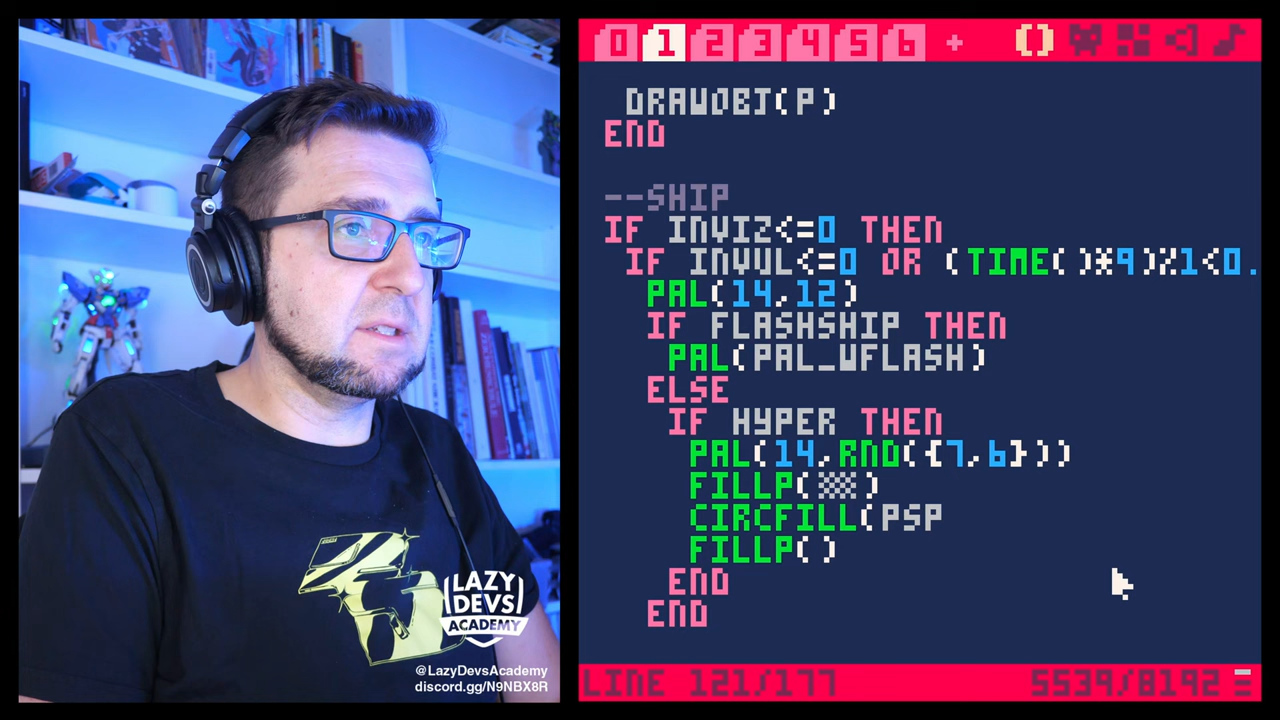 LAZY
DEVS
ACADEMY
@LazyDevsAcademy
discord.gg/N9NBX8R
0 1 2 3 4 5 6 +
DRAWOBJ(P)
END
--SHIP
IF INVIZ<=0 THEN
IF INVUL<=0 OR (TIME()*9)%1<0.
PAL(14,12)
IF FLASHSHIP THEN
PAL(PAL_WFLASH)
ELSE
IF HYPER THEN
PAL(14,RND({7,6}))
FILLP(▒)
CIRCFILL(PSP
FILLP()
END
END
LINE 121/177
5539/8192